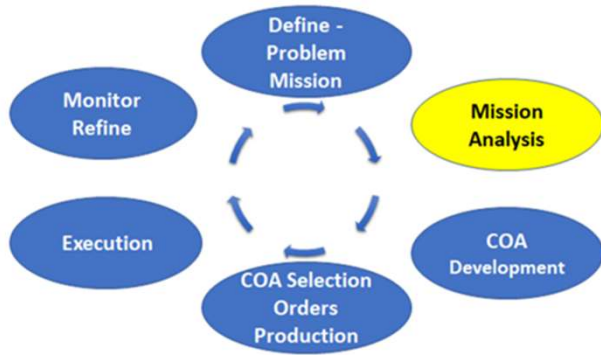 Define -
Problem
Mission
Mission
Analysis
COA
Development
COA Selection
Orders
Production
Execution
Monitor
Refine